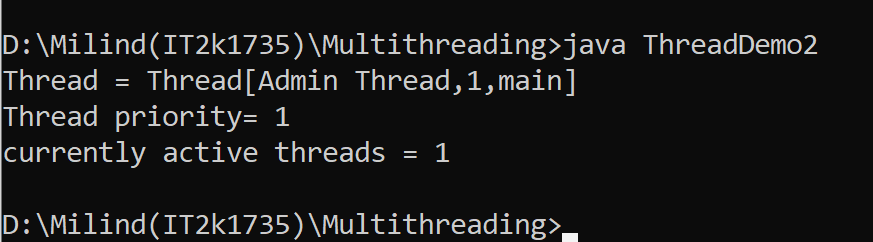 D:\Milind(IT2k1735)\Multithreading>java ThreadDemo2
Thread = Thread[Admin Thread,1,main]
Thread priority= 1
currently active threads = 1
D:\Milind(IT2k1735)\Multithreading>